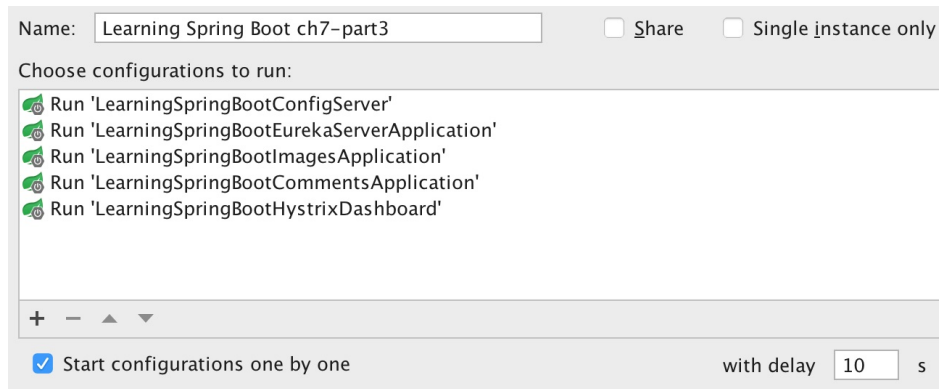 Name: Learning Spring Boot ch7-part3 Share Single instance only
Choose configurations to run:
Run 'LearningSpringBootConfigServer'
Run 'LearningSpringBootEurekaServerApplication'
Run 'LearningSpringBootImagesApplication'
Run 'LearningSpringBootCommentsApplication'
Run 'LearningSpringBootHystrixDashboard'
Start configurations one by one with delay 10 s